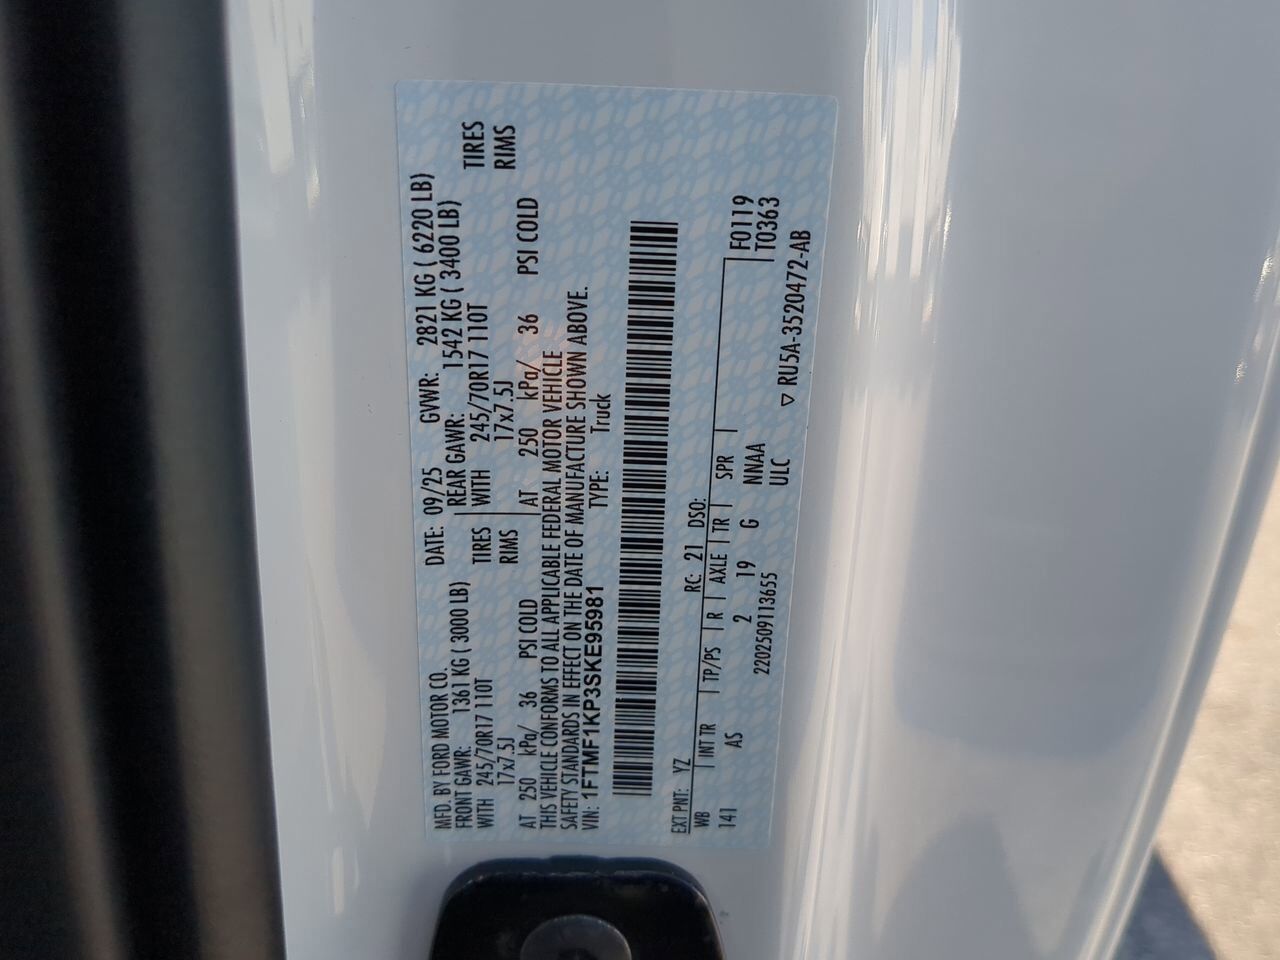 MFD. BY FORD MOTOR CO. DATE: 09/25 GVWR: 2821 KG ( 6220 LB)
FRONT GAWR: 1361 KG ( 3000 LB) REAR GAWR: 1542 KG ( 3400 LB)
WITH 245/70R17 110T TIRES WITH 245/70R17 110T TIRES
17x7.5J RIMS 17x7.5J RIMS
AT 250 kPa/ 36 PSI COLD AT 250 kPa/ 36 PSI COLD
THIS VEHICLE CONFORMS TO ALL APPLICABLE FEDERAL MOTOR VEHICLE
SAFETY STANDARDS IN EFFECT ON THE DATE OF MANUFACTURE SHOWN ABOVE.
VIN: 1FTMF1KP3SKE95981 TYPE: Truck
EXT PNT: YZ RC: 21 DSO:
WB INT TR TP/PS R AXLE TR SPR F0119
141 AS 2 19 G NNAA T0363
2202509113655 ULC
▽ RU5A-3520472-AB